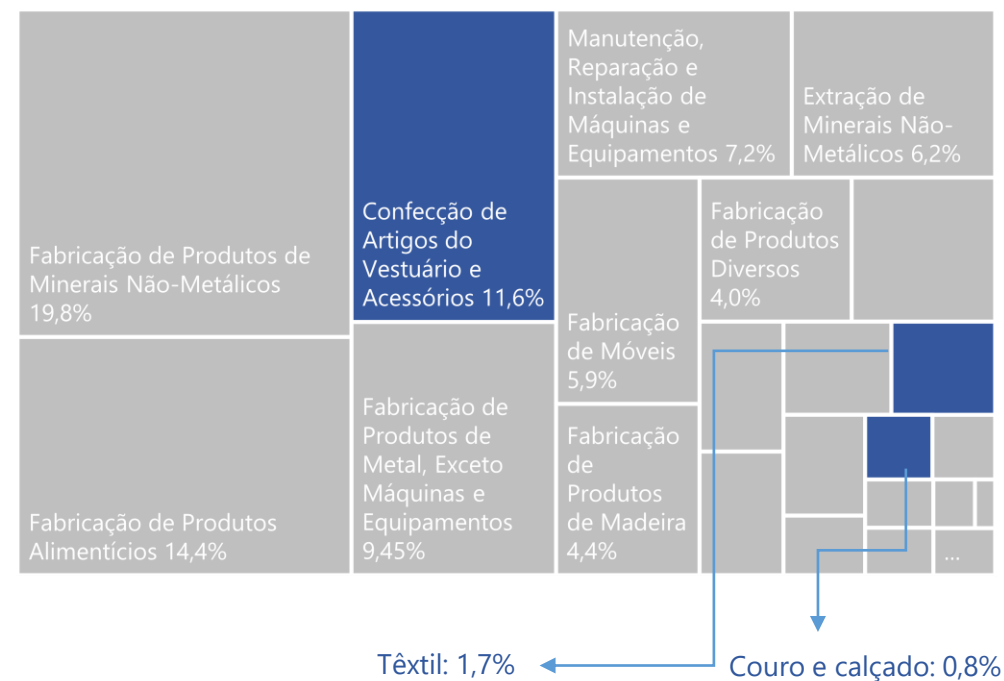 Fabricação de Produtos de
Minerais Não-Metálicos
19,8%
Fabricação de Produtos
Alimentícios 14,4%
Confecção de
Artigos do
Vestuário e
Acessórios 11,6%
Fabricação de
Produtos de
Metal, Exceto
Máquinas e
Equipamentos
9,45%
Manutenção,
Reparação e
Instalação de
Máquinas e
Equipamentos 7,2%
Extração de
Minerais Não-
Metálicos 6,2%
Fabricação
de Móveis
5,9%
Fabricação
de Produtos
Diversos
4,0%
Fabricação
de
Produtos
de Madeira
4,4%
...
Têxtil: 1,7%
Couro e calçado: 0,8%